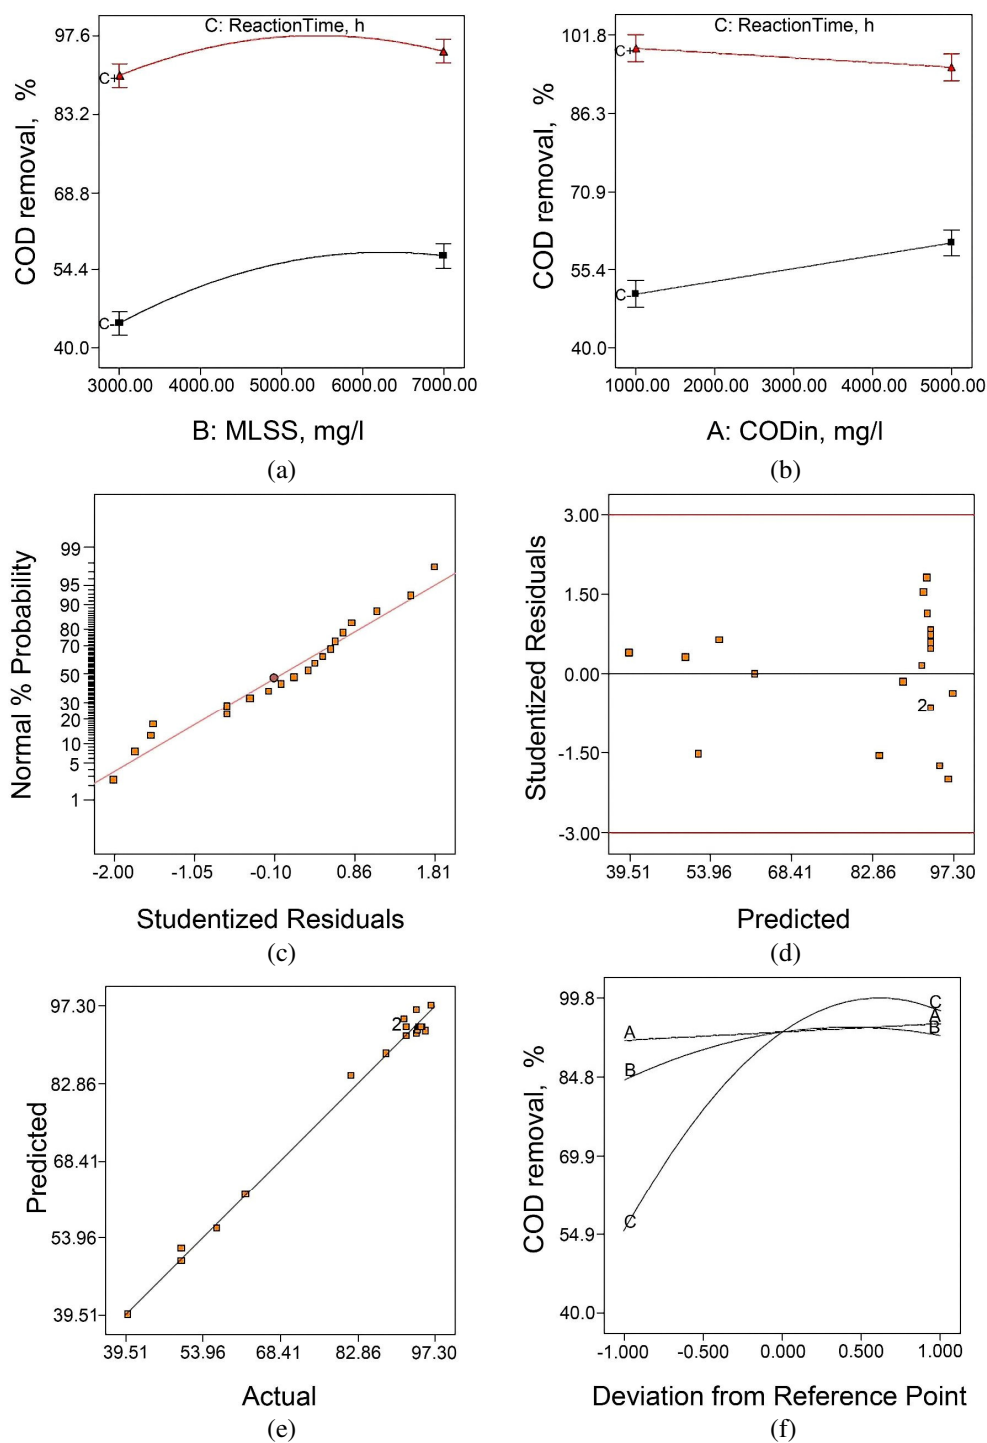 C: ReactionTime, h
97.6
83.2
68.8
54.4
40.0
COD removal, %
C+
C-
3000.00 4000.00 5000.00 6000.00 7000.00
B: MLSS, mg/l
(a)
C: ReactionTime, h
101.8
86.3
70.9
55.4
40.0
COD removal, %
C+
C-
1000.00 2000.00 3000.00 4000.00 5000.00
A: CODin, mg/l
(b)
99
95
90
80
70
50
30
20
10
5
1
Normal % Probability
-2.00 -1.05 -0.10 0.86 1.81
Studentized Residuals
(c)
3.00
1.50
0.00
-1.50
-3.00
Studentized Residuals
2
39.51 53.96 68.41 82.86 97.30
Predicted
(d)
97.30
82.86
68.41
53.96
39.51
Predicted
2
39.51 53.96 68.41 82.86 97.30
Actual
(e)
99.8
84.8
69.9
54.9
40.0
COD removal, %
A
B
C
C
A
B
-1.000 -0.500 0.000 0.500 1.000
Deviation from Reference Point
(f)